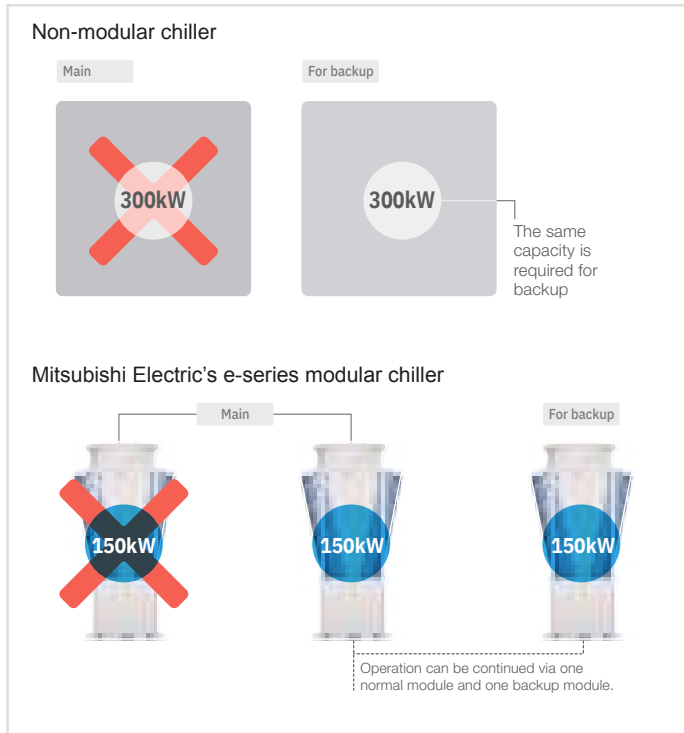 Non-modular chiller
Main
For backup
300kW
300kW
The same
capacity is
required for
backup
Mitsubishi Electric's e-series modular chiller
Main
For backup
150kW
150kW
150kW
Operation can be continued via one
normal module and one backup module.